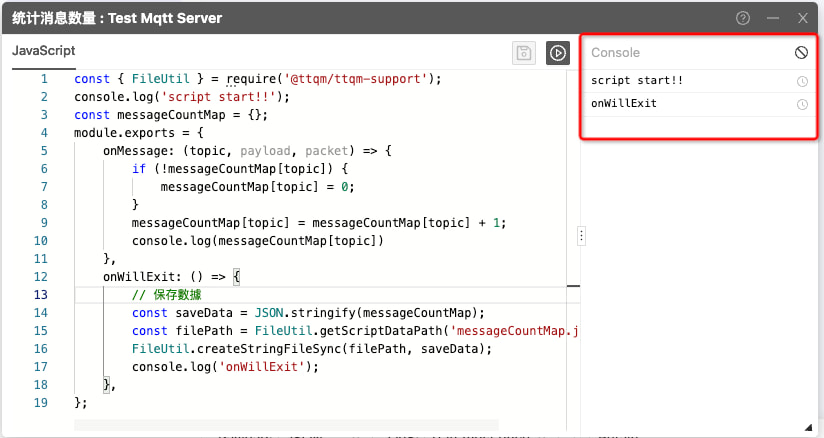 统计消息数量 : Test Mqtt Server
JavaScript
Console
1 const { FileUtil } = require('@ttqm/ttqm-support');
2 console.log('script start!!');
3 const messageCountMap = {};
4 module.exports = {
5 onMessage: (topic, payload, packet) => {
6 if (!messageCountMap[topic]) {
7 messageCountMap[topic] = 0;
8 }
9 messageCountMap[topic] = messageCountMap[topic] + 1;
10 console.log(messageCountMap[topic])
11 },
12 onWillExit: () => {
13 // 保存數據
14 const saveData = JSON.stringify(messageCountMap);
15 const filePath = FileUtil.getScriptDataPath('messageCountMap.j
16 FileUtil.createStringFileSync(filePath, saveData);
17 console.log('onWillExit');
18 },
19 };
script start!!
onWillExit